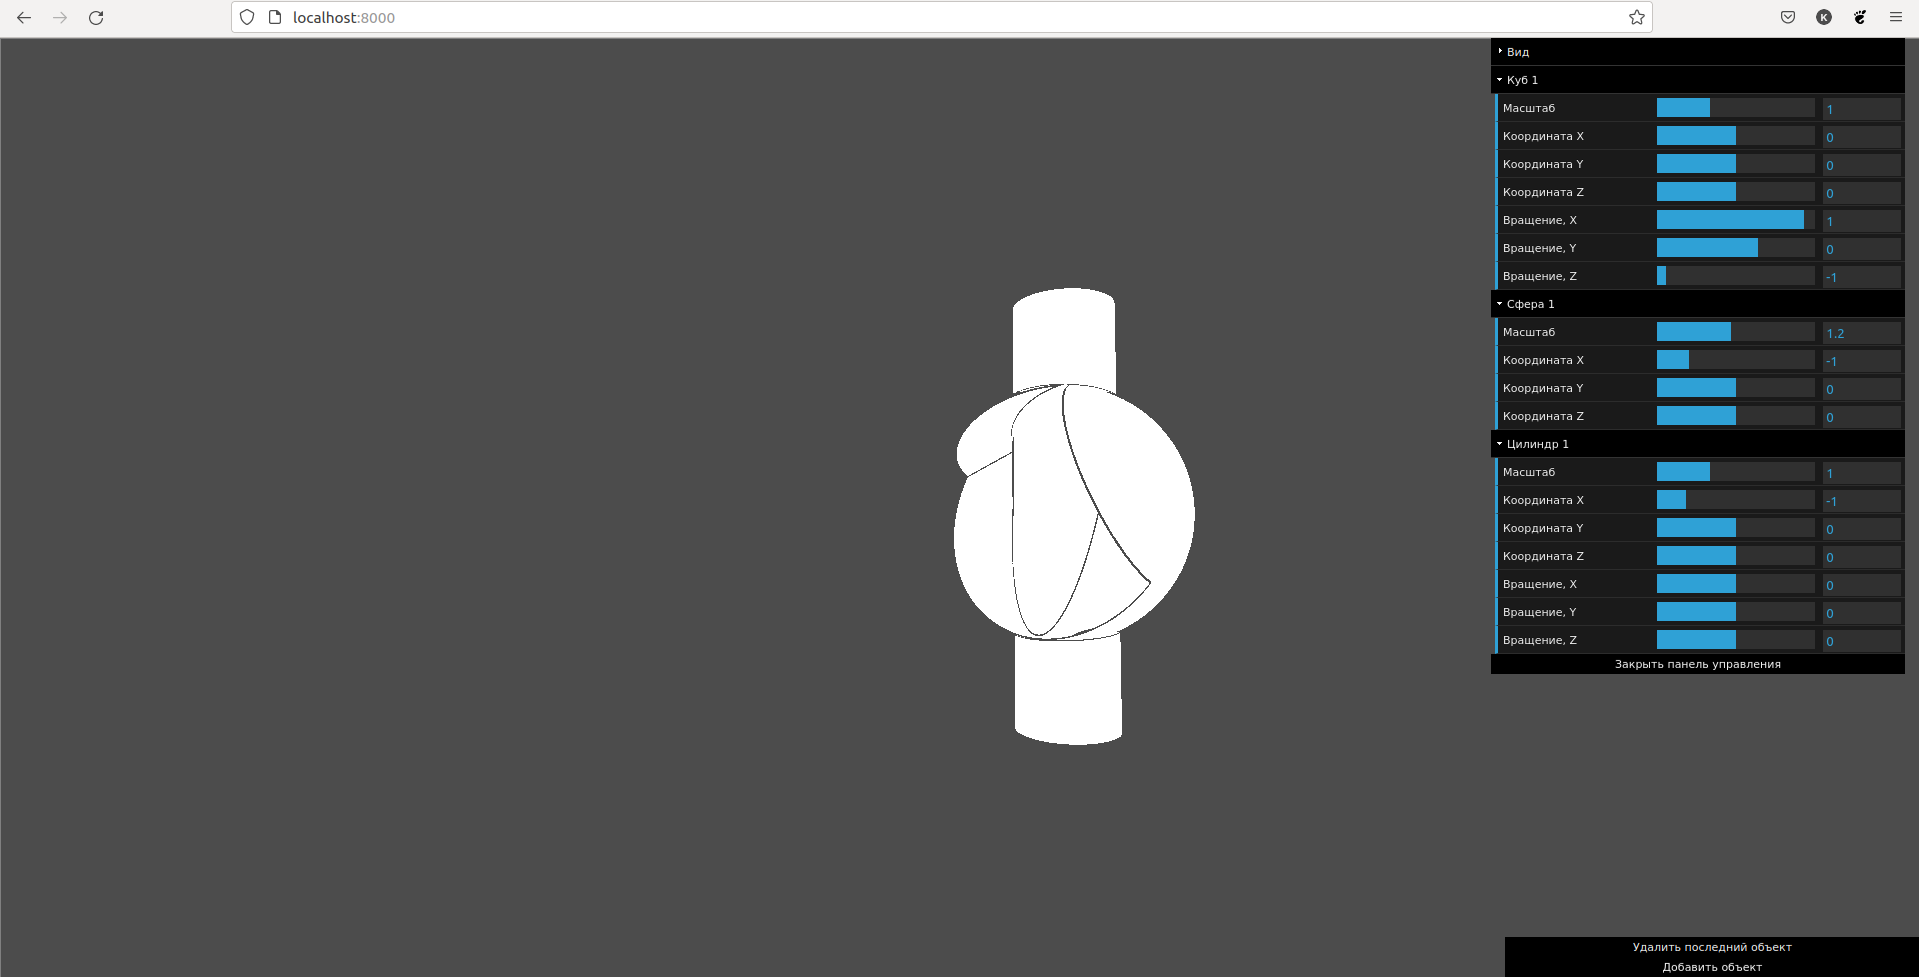 localhost:8000
K
Вид
Куб 1
Масштаб 1
Координата X 0
Координата Y 0
Координата Z 0
Вращение, X 1
Вращение, Y 0
Вращение, Z -1
Сфера 1
Масштаб 1.2
Координата X -1
Координата Y 0
Координата Z 0
Цилиндр 1
Масштаб 1
Координата X -1
Координата Y 0
Координата Z 0
Вращение, X 0
Вращение, Y 0
Вращение, Z 0
Закрыть панель управления
Удалить последний объект
Добавить объект